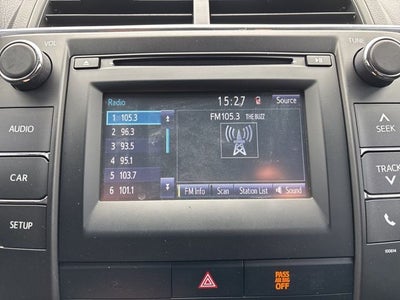 VOL
TUNE
Radio
15:27
Source
1 105.3
FM105.3 THE BUZZ
2 96.3
3 93.5
4 95.1
5 103.7
6 101.1
FM Info
Scan
Station List
Sound
AUDIO
CAR
SETUP
SEEK
TRACK
100614
PASS
AIR BAG
OFF